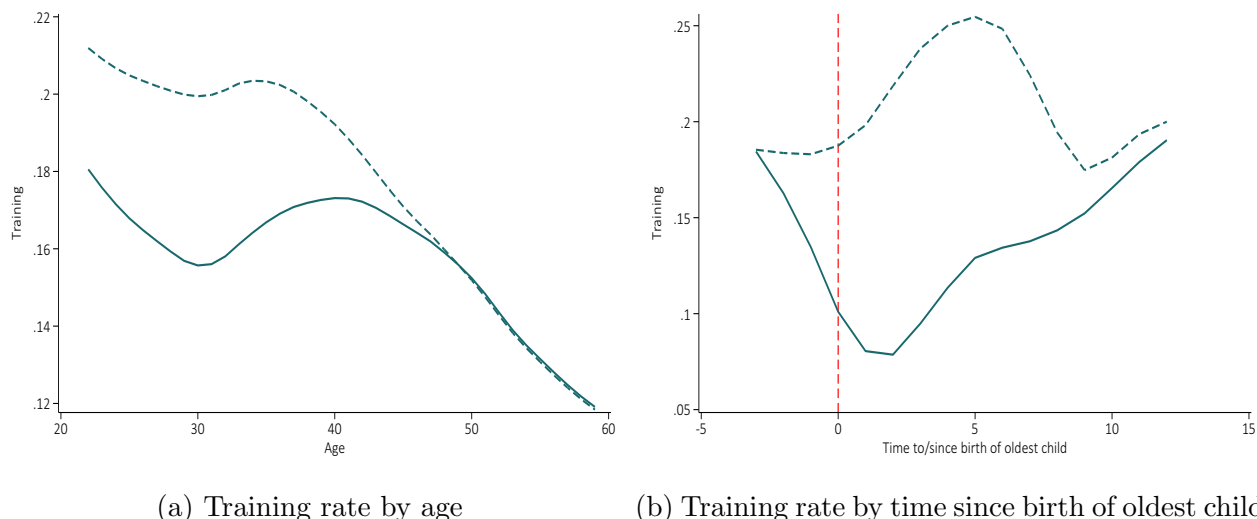 .22
.2
.18
.16
.14
.12
Training
20 30 40 50 60
Age
(a) Training rate by age
.25
.2
.15
.1
.05
Training
-5 0 5 10 15
Time to/since birth of oldest child
(b) Training rate by time since birth of oldest child